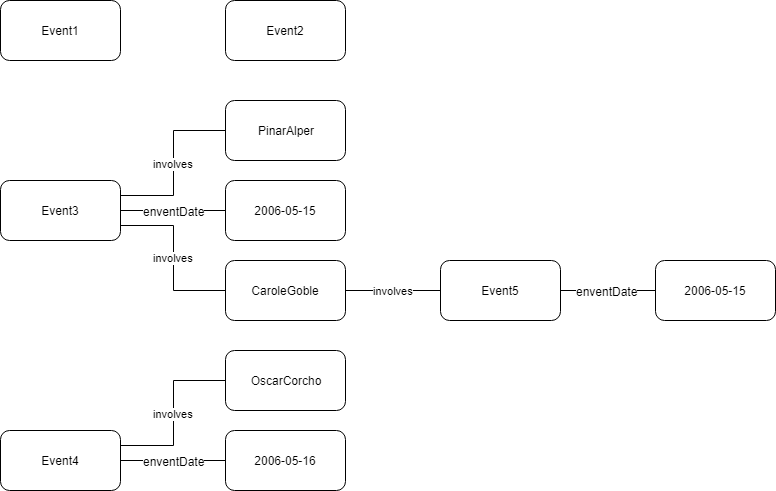 Event1
Event2
PinarAlper
involves
Event3
enventDate
2006-05-15
involves
CaroleGoble
involves
Event5
enventDate
2006-05-15
OscarCorcho
involves
Event4
enventDate
2006-05-16